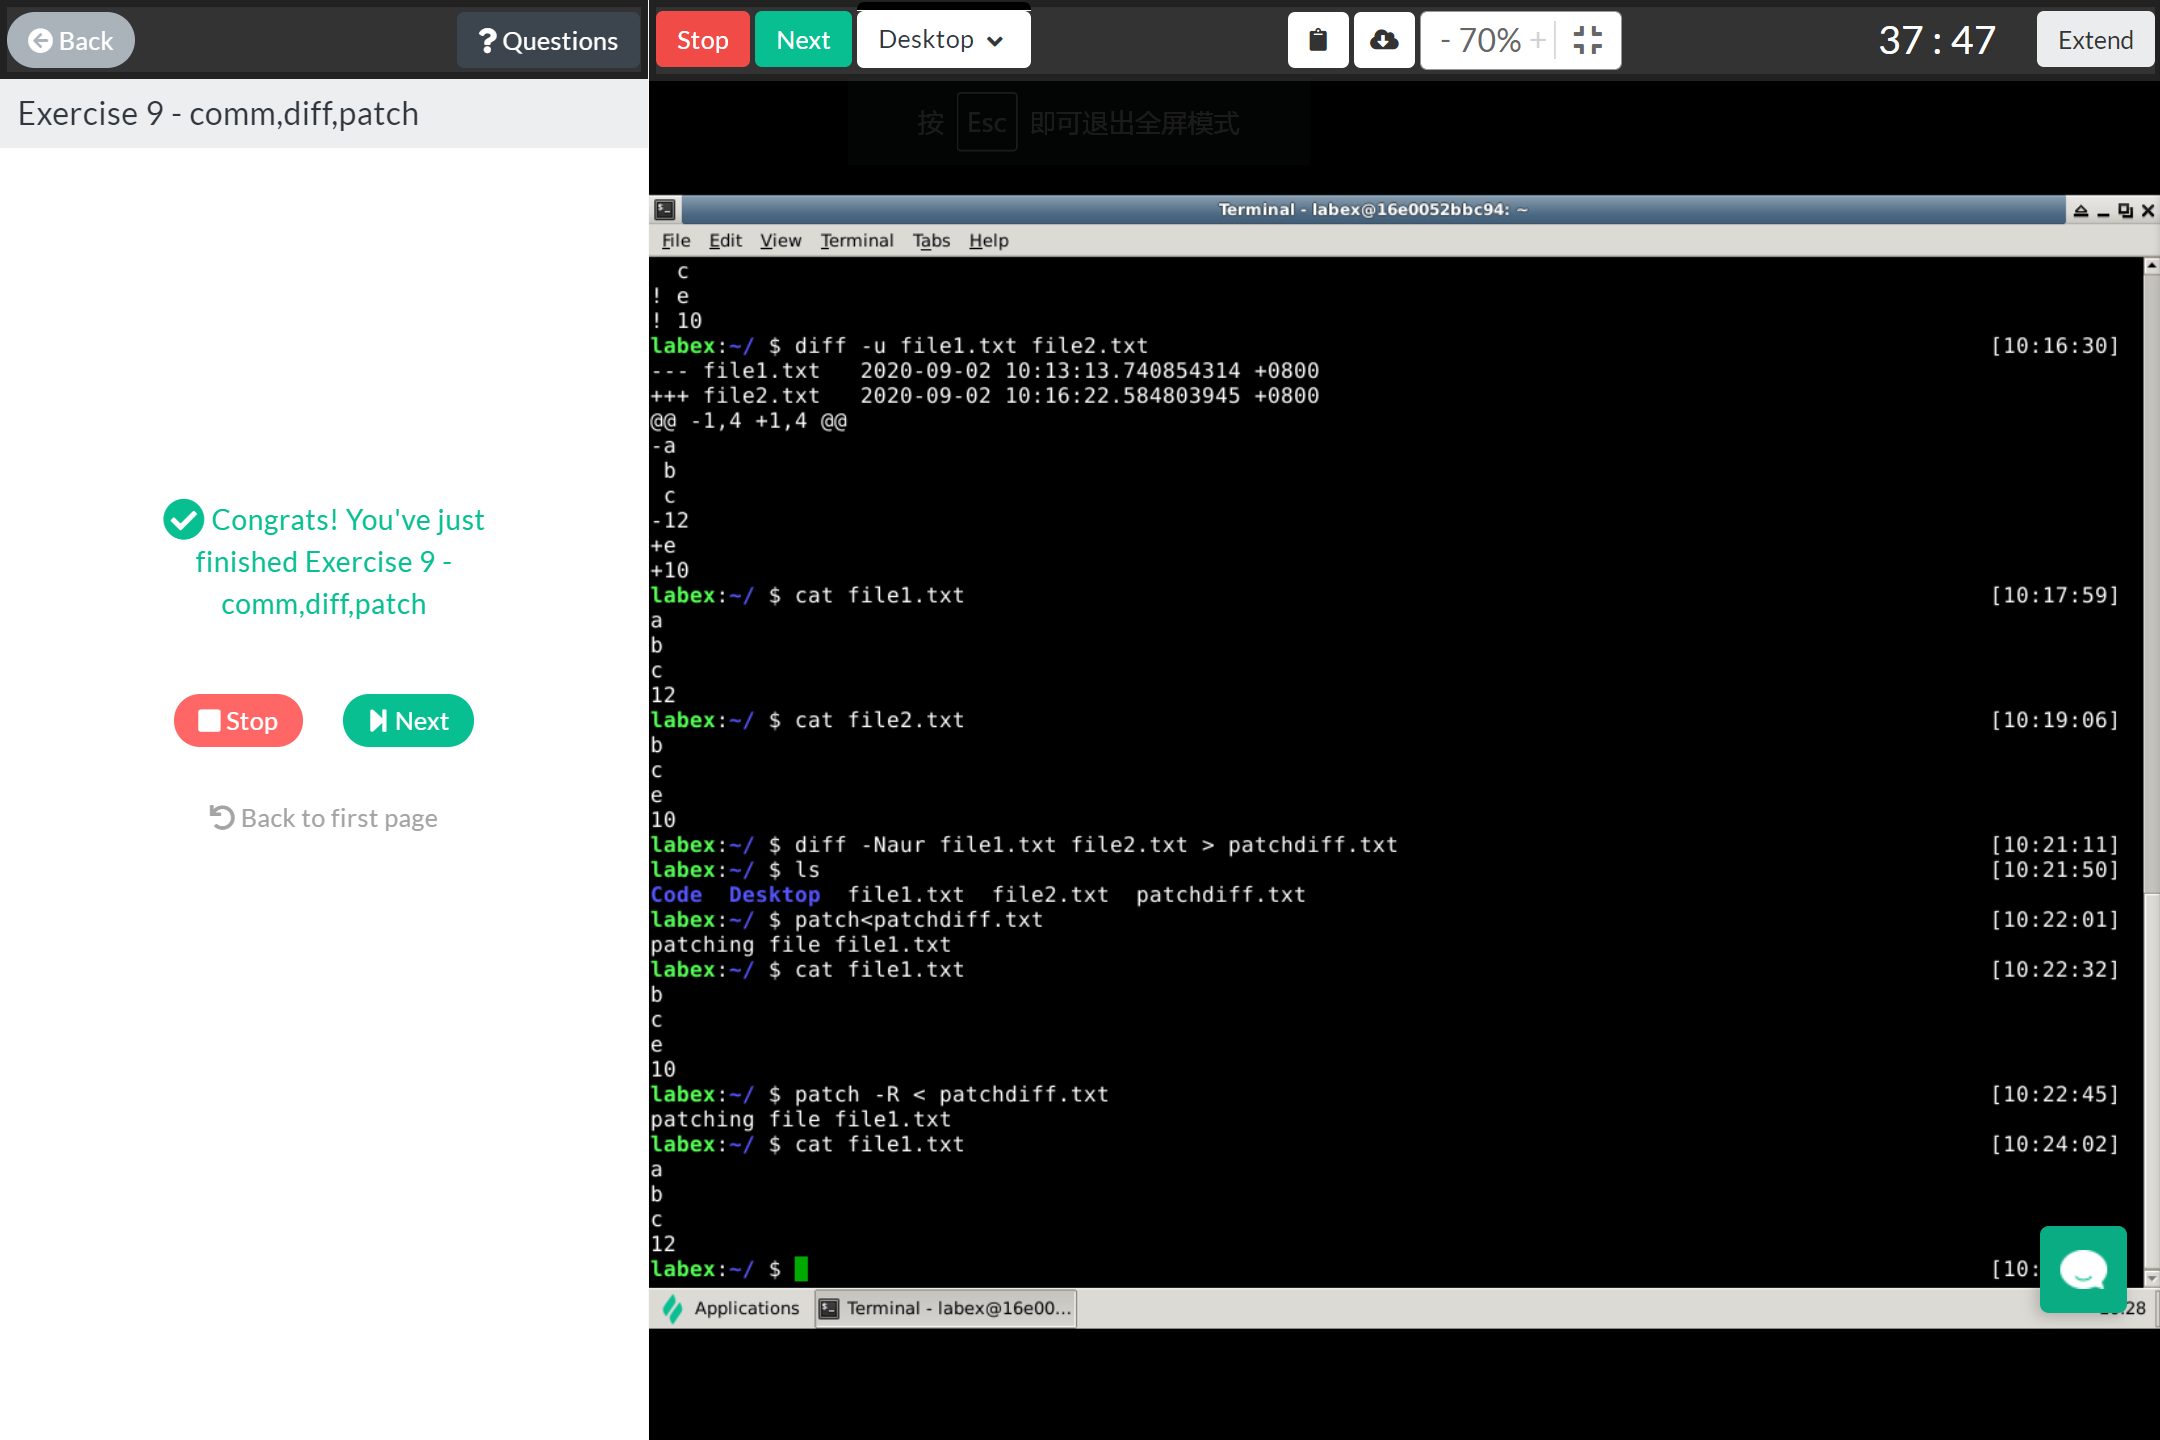 Back
Questions
Stop
Next
Desktop
- 70% +
37 : 47
Extend
Exercise 9 - comm,diff,patch
按 Esc 即可退出全屏模式
Congrats! You've just
finished Exercise 9 -
comm,diff,patch
Stop
Next
Back to first page
Terminal - labex@16e0052bbc94: ~
File Edit View Terminal Tabs Help
  c
! e
! 10
labex:~/ $ diff -u file1.txt file2.txt [10:16:30]
--- file1.txt   2020-09-02 10:13:13.740854314 +0800
+++ file2.txt   2020-09-02 10:16:22.584803945 +0800
@@ -1,4 +1,4 @@
-a
 b
 c
-12
+e
+10
labex:~/ $ cat file1.txt [10:17:59]
a
b
c
12
labex:~/ $ cat file2.txt [10:19:06]
b
c
e
10
labex:~/ $ diff -Naur file1.txt file2.txt > patchdiff.txt [10:21:11]
labex:~/ $ ls [10:21:50]
Code  Desktop  file1.txt  file2.txt  patchdiff.txt
labex:~/ $ patch<patchdiff.txt [10:22:01]
patching file file1.txt
labex:~/ $ cat file1.txt [10:22:32]
b
c
e
10
labex:~/ $ patch -R < patchdiff.txt [10:22:45]
patching file file1.txt
labex:~/ $ cat file1.txt [10:24:02]
a
b
c
12
labex:~/ $ [10:
Applications
Terminal - labex@16e00...
:28